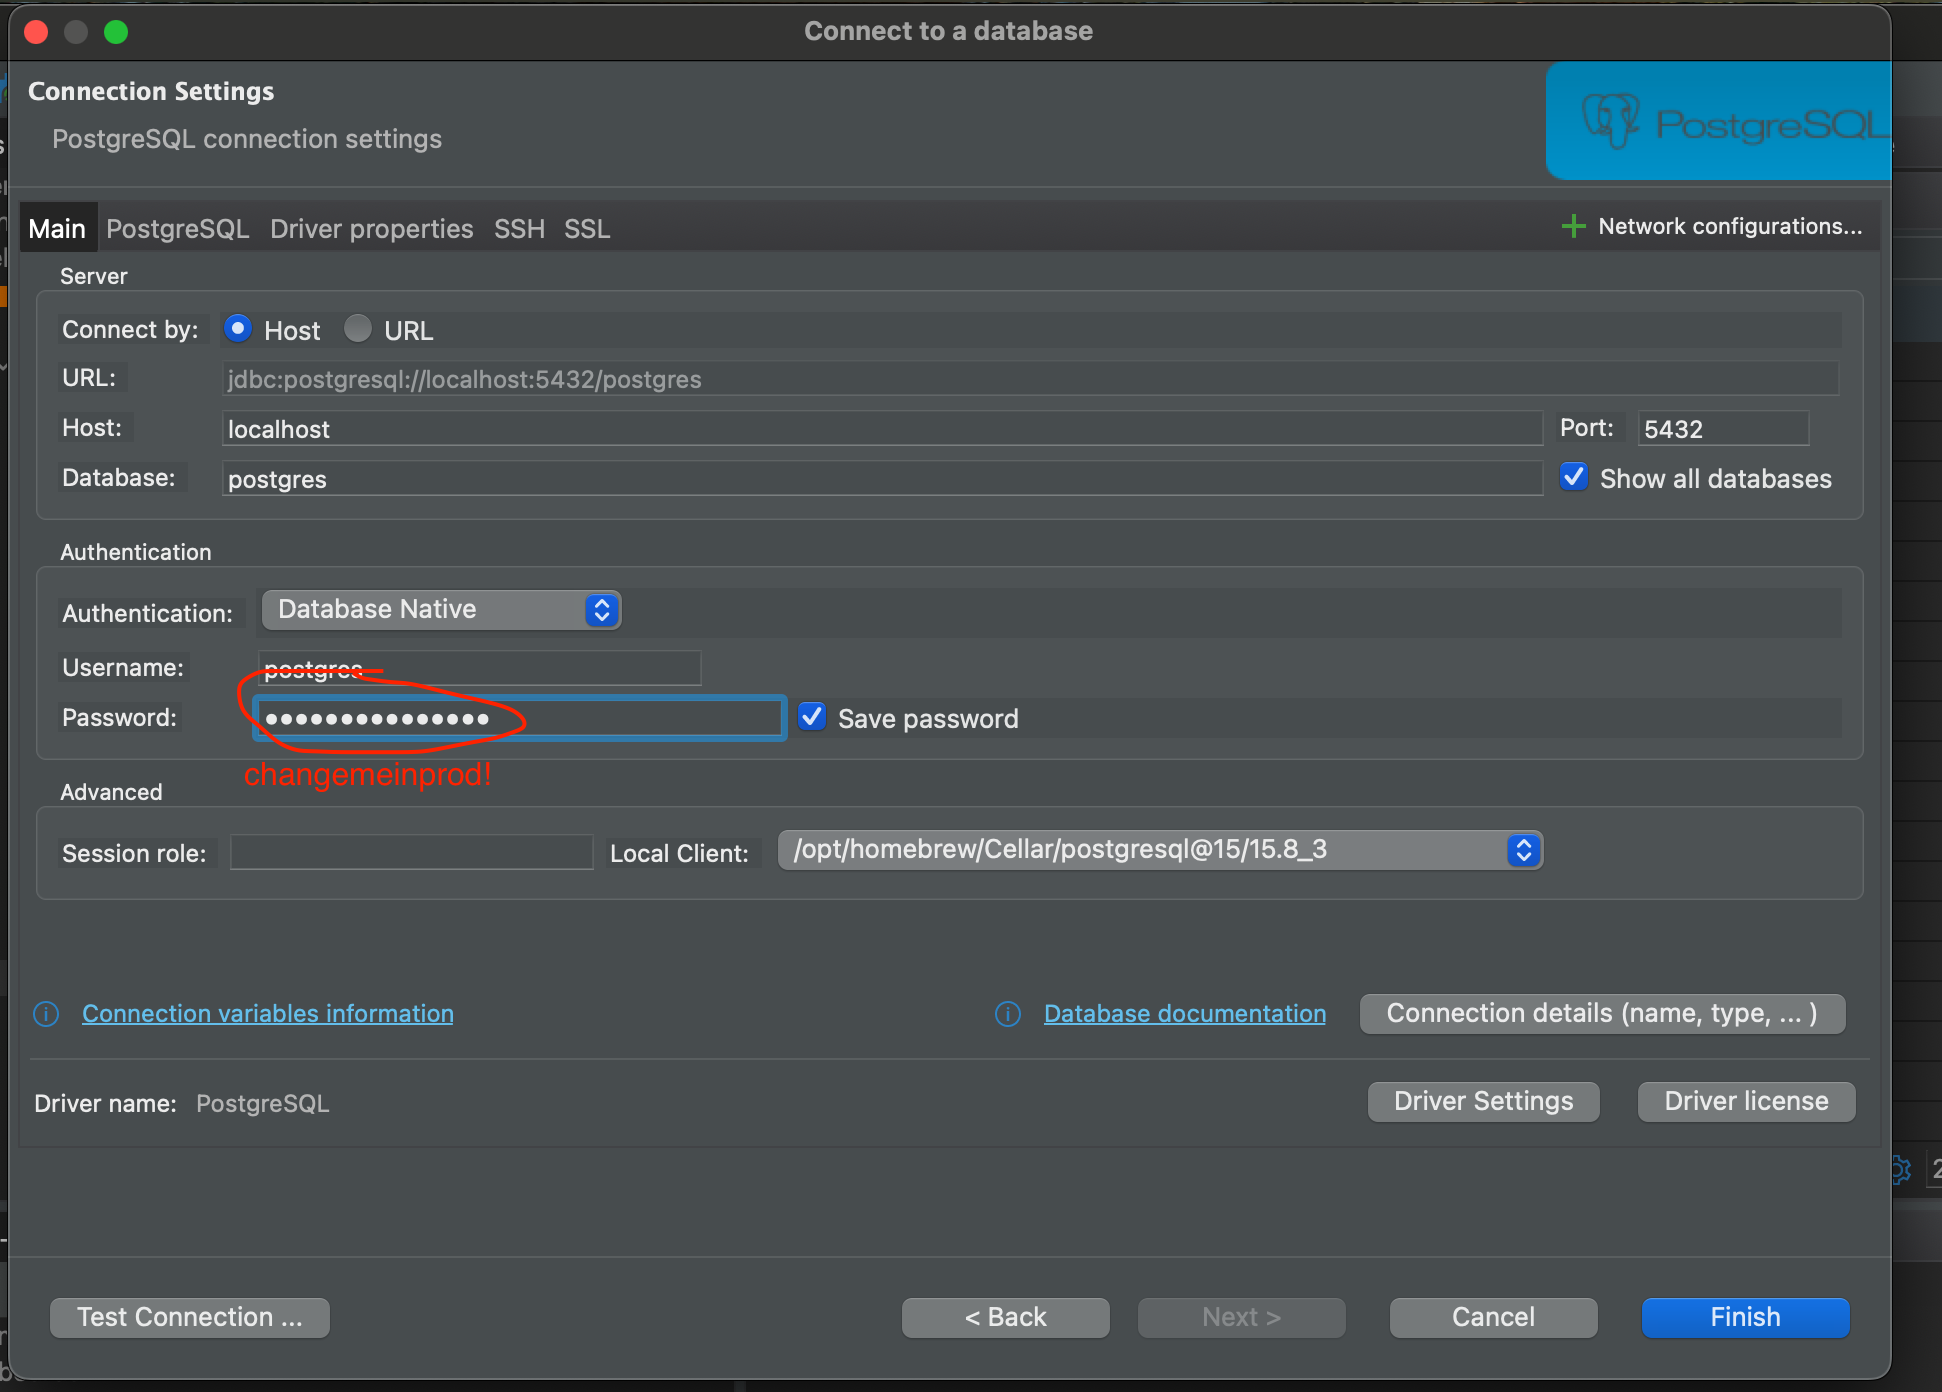 Connect to a database
Connection Settings
PostgreSQL connection settings
PostgreSQL
Main PostgreSQL Driver properties SSH SSL Network configurations...
Server
Connect by: Host URL
URL: jdbc:postgresql://localhost:5432/postgres
Host: localhost Port: 5432
Database: postgres Show all databases
Authentication
Authentication: Database Native
Username: postgres
Password: ••••••••••••••• Save password
changemeinprod!
Advanced
Session role: Local Client: /opt/homebrew/Cellar/postgresql@15/15.8_3
Connection variables information Database documentation Connection details (name, type, ... )
Driver name: PostgreSQL Driver Settings Driver license
Test Connection ... < Back Next > Cancel Finish